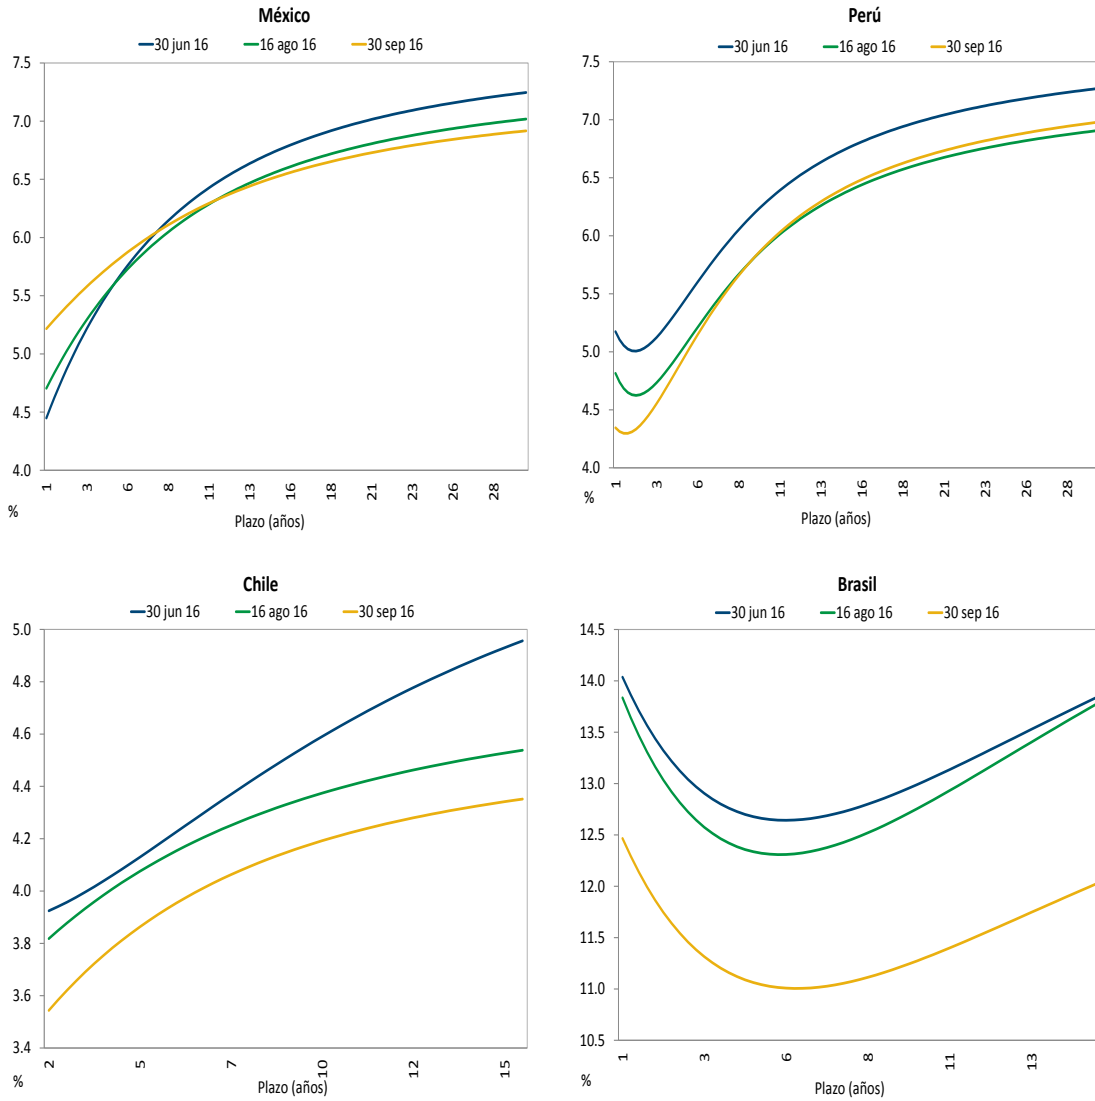 México
30 jun 16 16 ago 16 30 sep 16
7.5
7.0
6.5
6.0
5.5
5.0
4.5
4.0
1 3 6 8 11 13 16 18 21 23 26 28
%
Plazo (años)
Perú
30 jun 16 16 ago 16 30 sep 16
7.5
7.0
6.5
6.0
5.5
5.0
4.5
4.0
1 3 6 8 11 13 16 18 21 23 26 28
%
Plazo (años)
Chile
30 jun 16 16 ago 16 30 sep 16
5.0
4.8
4.6
4.4
4.2
4.0
3.8
3.6
3.4
2 5 7 10 12 15
%
Plazo (años)
Brasil
30 jun 16 16 ago 16 30 sep 16
14.5
14.0
13.5
13.0
12.5
12.0
11.5
11.0
10.5
1 3 6 8 11 13
%
Plazo (años)